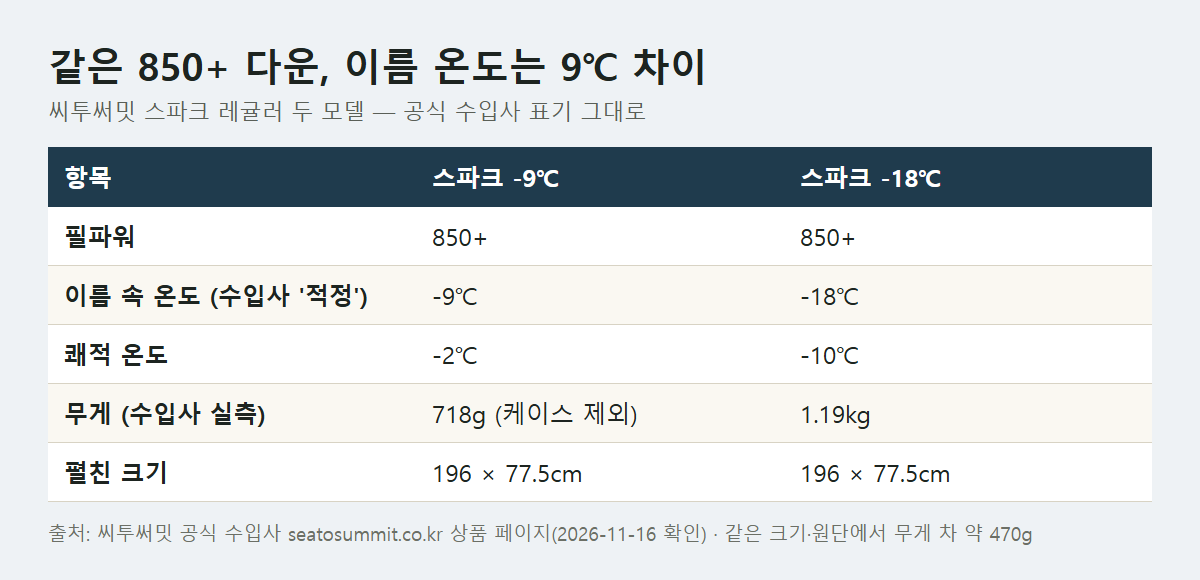 같은 850+ 다운, 이름 온도는 9℃ 차이
씨투써밋 스파크 레귤러 두 모델 — 공식 수입사 표기 그대로
항목 스파크 -9℃ 스파크 -18℃
필파워 850+ 850+
이름 속 온도 (수입사 '적정') -9℃ -18℃
쾌적 온도 -2℃ -10℃
무게 (수입사 실측) 718g (케이스 제외) 1.19kg
펼친 크기 196 × 77.5cm 196 × 77.5cm
출처: 씨투써밋 공식 수입사 seatosummit.co.kr 상품 페이지(2026-11-16 확인) · 같은 크기·원단에서 무게 차 약 470g